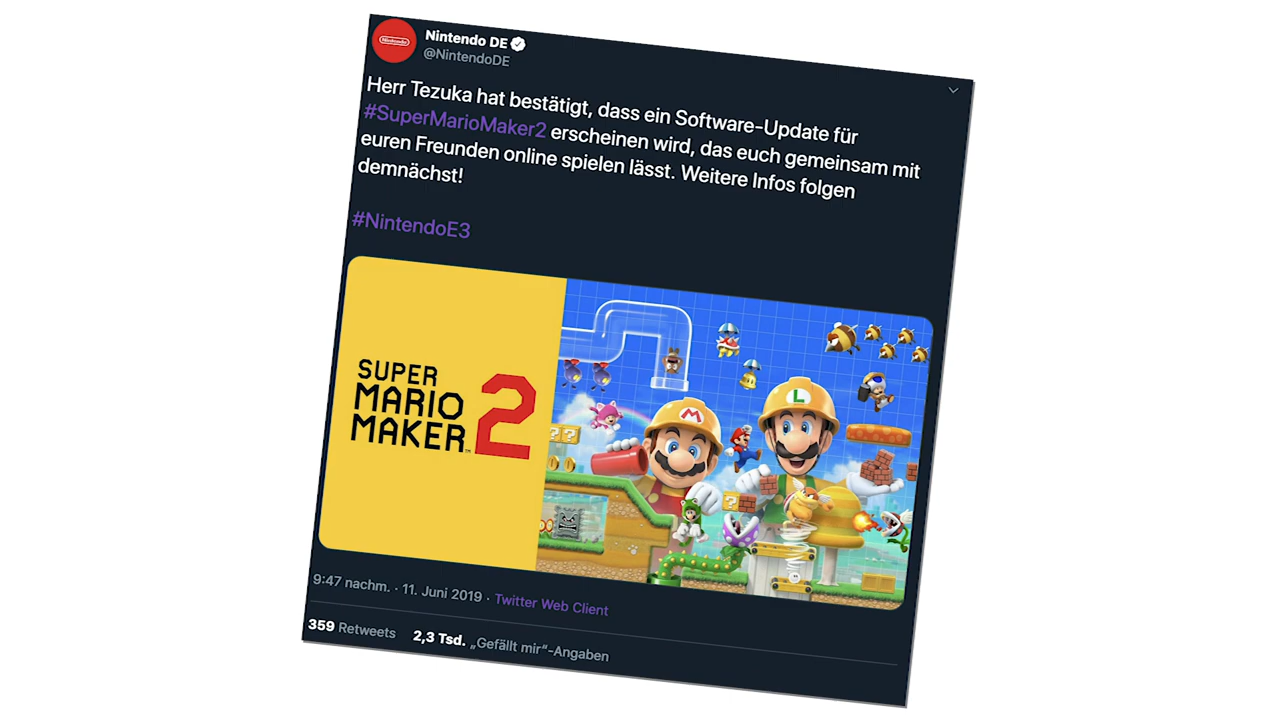 Nintendo
Nintendo DE
@NintendoDE
Herr Tezuka hat bestätigt, dass ein Software-Update für
#SuperMarioMaker2 erscheinen wird, das euch gemeinsam mit
euren Freunden online spielen lässt. Weitere Infos folgen
demnächst!
#NintendoE3
SUPER
MARIO
MAKER 2
TM
M
L
? ?
?
9:47 nachm. · 11. Juni 2019 · Twitter Web Client
359 Retweets 2,3 Tsd. „Gefällt mir“-Angaben